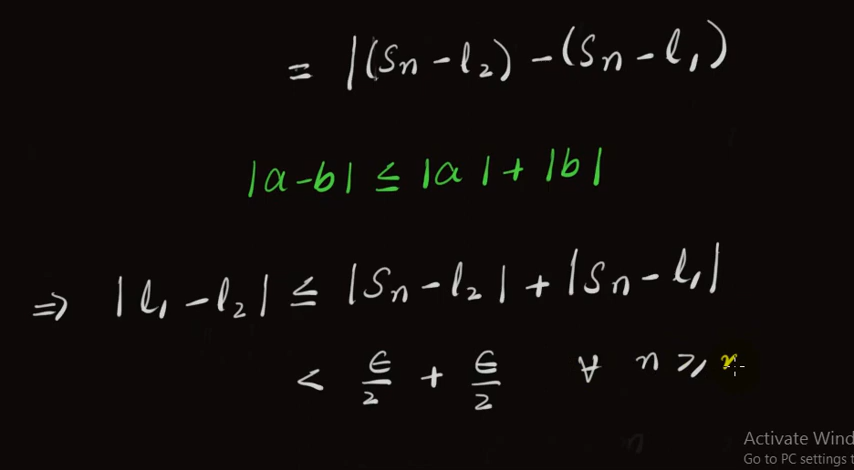 = |(Sn - l₂) - (Sn - l₁)
|a - b| ≤ |a| + |b|
⇒ |l₁ - l₂| ≤ |Sn - l₂| + |Sn - l₁|
< ϵ/2 + ϵ/2 ∀ n ≥
Activate Wind
Go to PC settings t